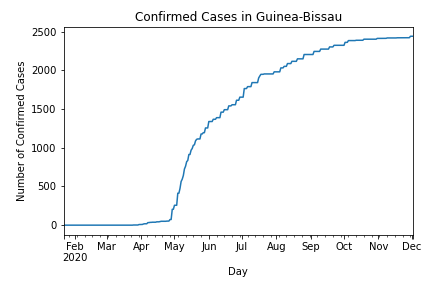 Confirmed Cases in Guinea-Bissau
Number of Confirmed Cases
2500
2000
1500
1000
500
0
Feb Mar Apr May Jun Jul Aug Sep Oct Nov Dec
2020
Day